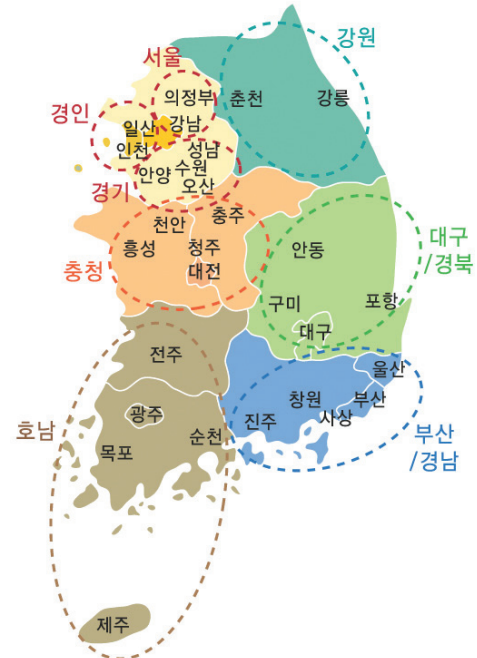 강원
서울
의정부
춘천
강릉
경인
일산
강남
인천
성남
안양
수원
오산
경기
천안
충주
흥성
청주
대전
충청
안동
대구
/경북
구미
포항
대구
전주
울산
창원
부산
진주
사상
부산
/경남
호남
광주
순천
목포
제주